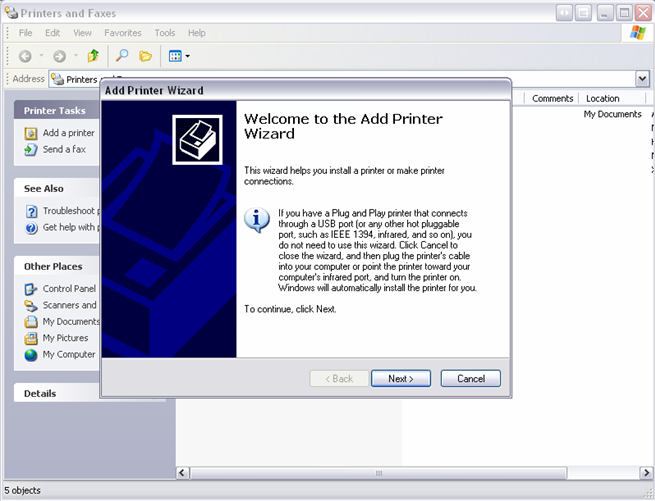 Printers and Faxes
File Edit View Favorites Tools Help
Address Printers and
Add Printer Wizard
Printer Tasks
Add a printer
Send a fax
See Also
Troubleshoot
Get help with
Other Places
Control Panel
Scanners and
My Documents
My Pictures
My Computer
Details
Welcome to the Add Printer
Wizard
This wizard helps you install a printer or make printer
connections.
If you have a Plug and Play printer that connects
through a USB port (or any other hot pluggable
port, such as IEEE 1394, infrared, and so on), you
do not need to use this wizard. Click Cancel to
close the wizard, and then plug the printer's cable
into your computer or point the printer toward your
computer's infrared port, and turn the printer on.
Windows will automatically install the printer for you.
To continue, click Next.
< Back Next > Cancel
Comments Location
My Documents
5 objects